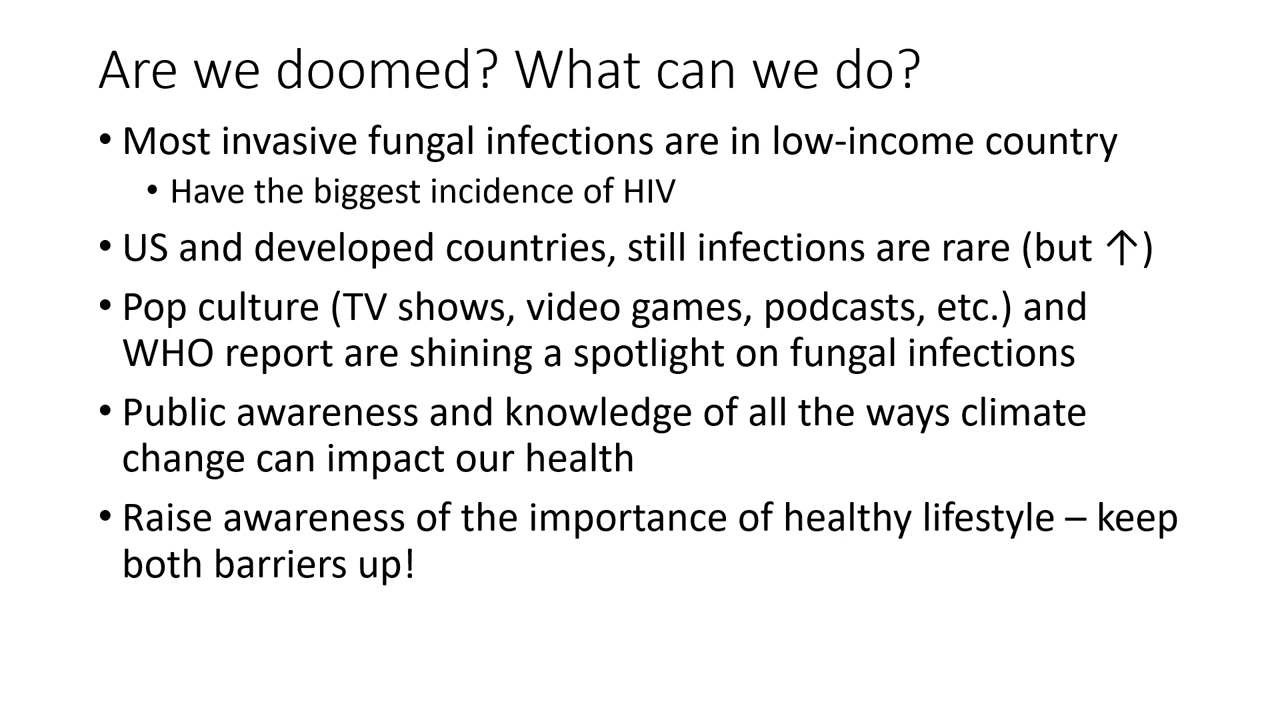 Are we doomed? What can we do?
• Most invasive fungal infections are in low-income country
• Have the biggest incidence of HIV
• US and developed countries, still infections are rare (but ↑)
• Pop culture (TV shows, video games, podcasts, etc.) and
WHO report are shining a spotlight on fungal infections
• Public awareness and knowledge of all the ways climate
change can impact our health
• Raise awareness of the importance of healthy lifestyle – keep
both barriers up!